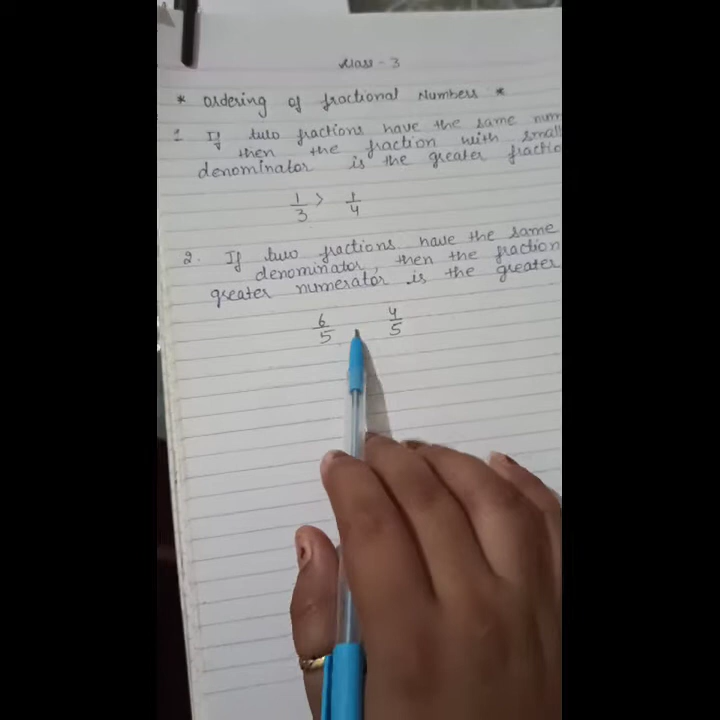 Class - 3
* Ordering of fractional Numbers *
1 If two fractions have the same num
then the fraction with small
denominator is the greater fractio
1/3 > 1/4
2. If two fractions have the same
denominator, then the fraction
greater numerator is the greater
6/5 4/5